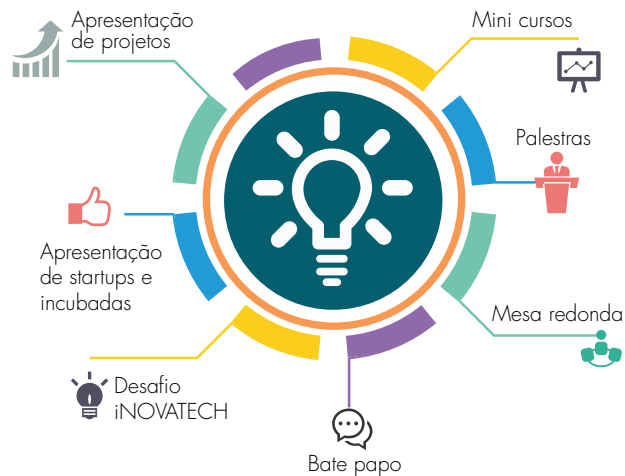 Apresentação
de projetos
Mini cursos
Palestras
Apresentação
de startups e
incubadas
Mesa redonda
Desafio
iNOVATECH
Bate papo